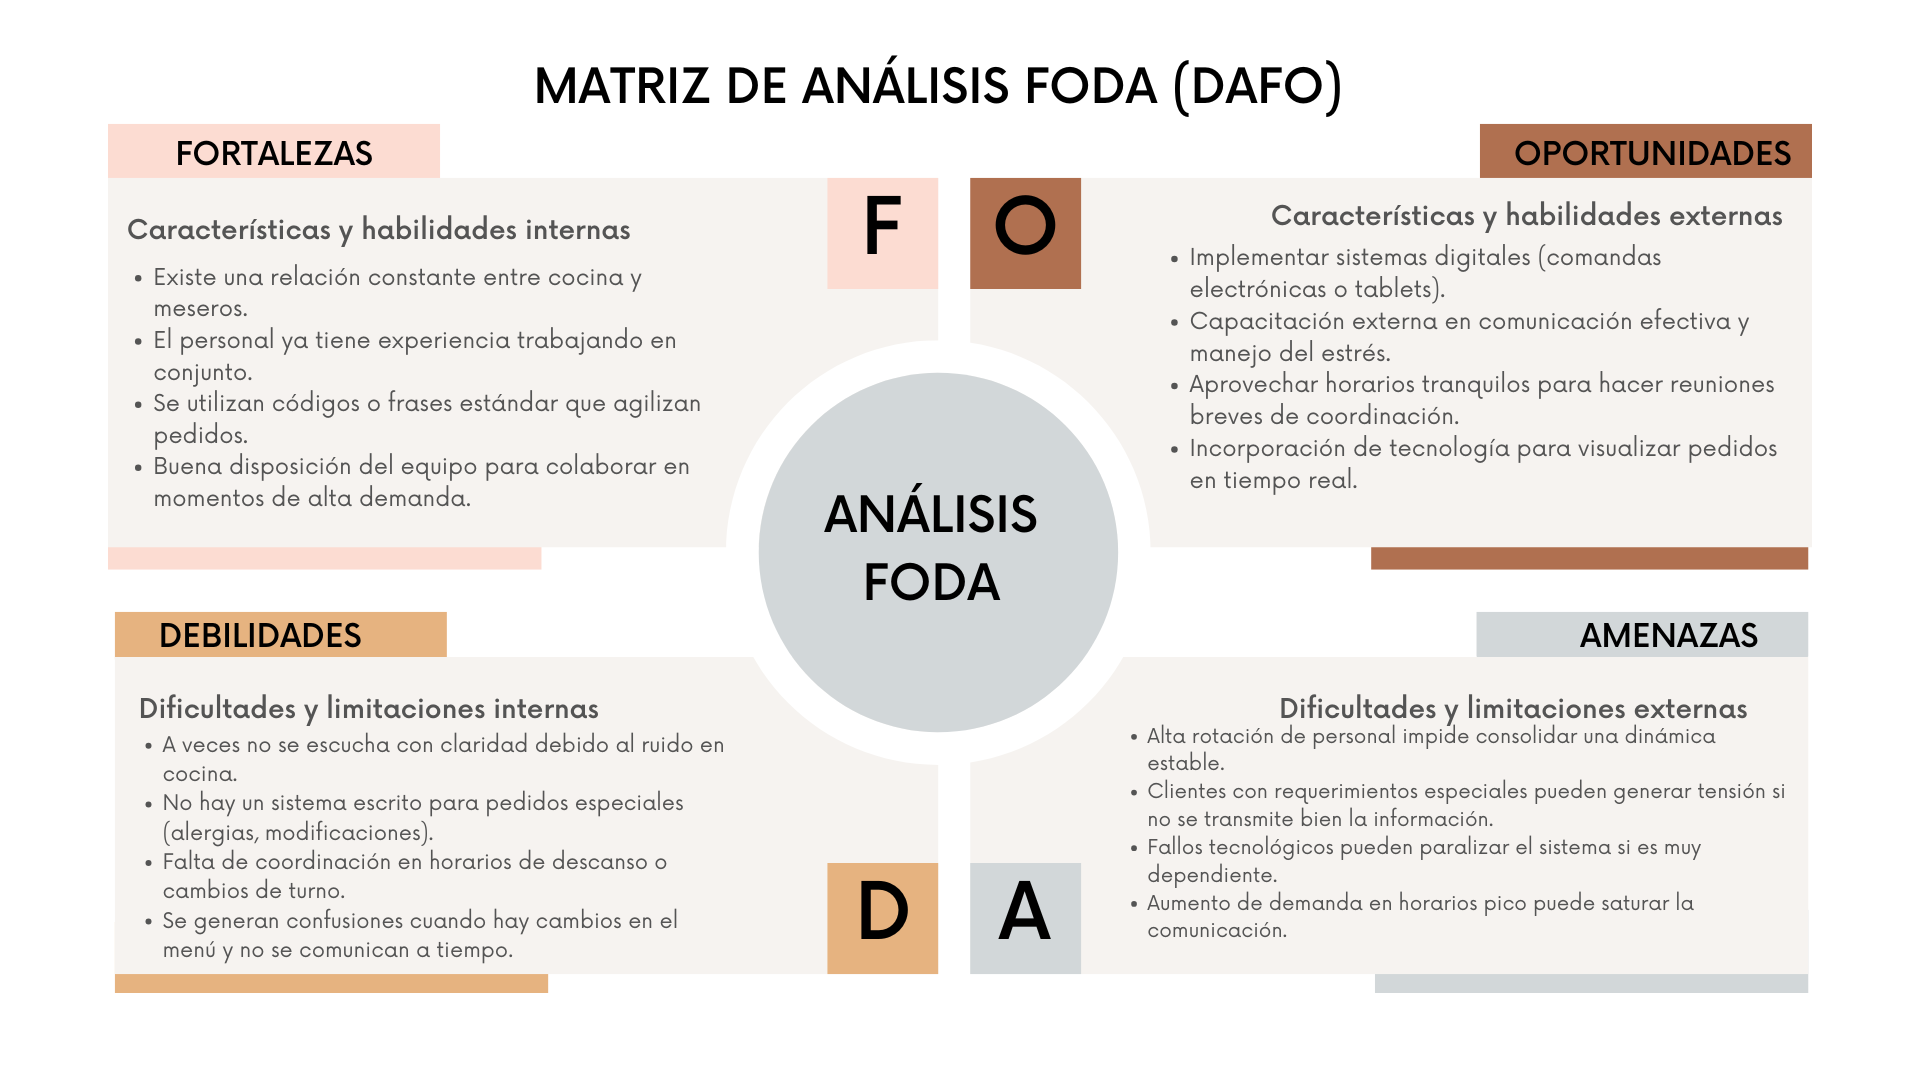 MATRIZ DE ANÁLISIS FODA (DAFO)
FORTALEZAS
F
Características y habilidades internas
• Existe una relación constante entre cocina y
meseros.
• El personal ya tiene experiencia trabajando en
conjunto.
• Se utilizan códigos o frases estándar que agilizan
pedidos.
• Buena disposición del equipo para colaborar en
momentos de alta demanda.
OPORTUNIDADES
O
Características y habilidades externas
• Implementar sistemas digitales (comandas
electrónicas o tablets).
• Capacitación externa en comunicación efectiva y
manejo del estrés.
• Aprovechar horarios tranquilos para hacer reuniones
breves de coordinación.
• Incorporación de tecnología para visualizar pedidos
en tiempo real.
ANÁLISIS
FODA
DEBILIDADES
Dificultades y limitaciones internas
• A veces no se escucha con claridad debido al ruido en
cocina.
• No hay un sistema escrito para pedidos especiales
(alergias, modificaciones).
• Falta de coordinación en horarios de descanso o
cambios de turno.
• Se generan confusiones cuando hay cambios en el
menú y no se comunican a tiempo.
D
AMENAZAS
Dificultades y limitaciones externas
• Alta rotación de personal impide consolidar una dinámica
estable.
• Clientes con requerimientos especiales pueden generar tensión si
no se transmite bien la información.
• Fallos tecnológicos pueden paralizar el sistema si es muy
dependiente.
• Aumento de demanda en horarios pico puede saturar la
comunicación.
A